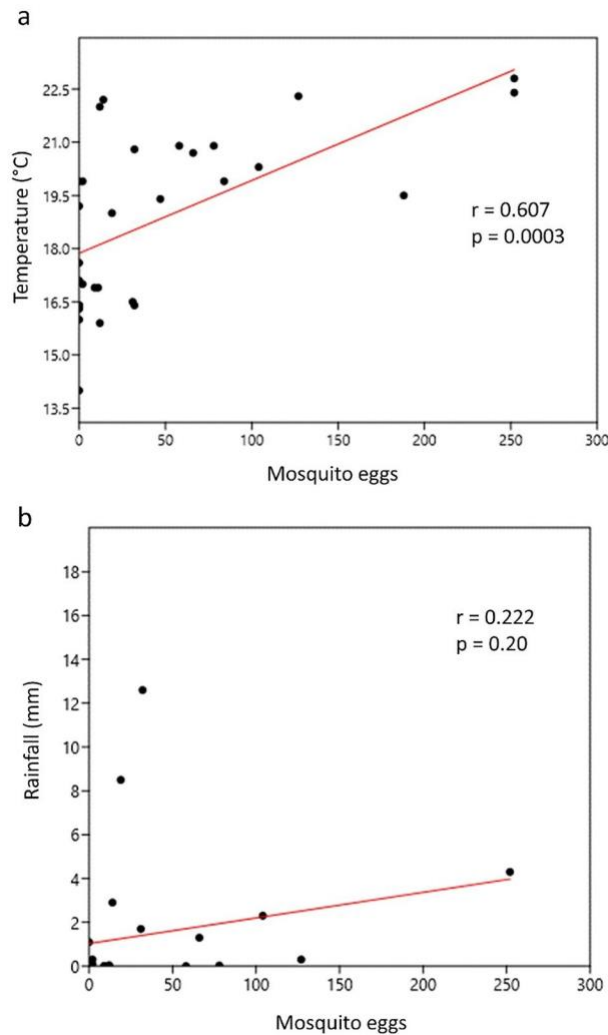 a
22.5
21.0
19.5
18.0
16.5
15.0
13.5
Temperature (°C)
r = 0.607
p = 0.0003
0 50 100 150 200 250 300
Mosquito eggs
b
18
16
14
12
10
8
6
4
2
0
Rainfall (mm)
r = 0.222
p = 0.20
0 50 100 150 200 250 300
Mosquito eggs